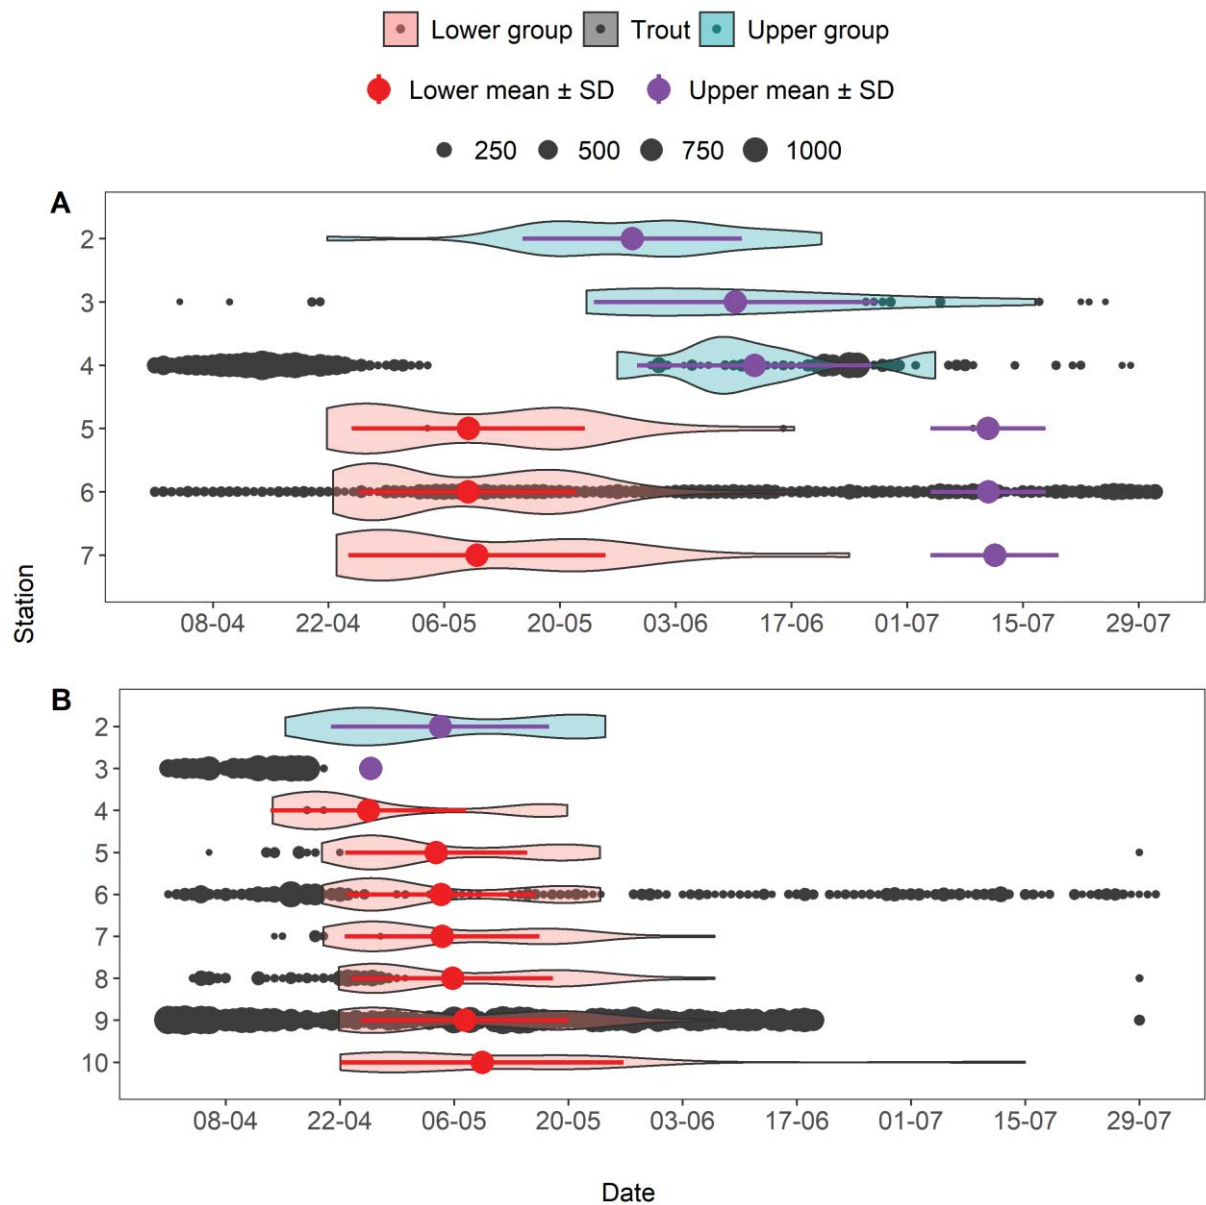 Lower group Trout Upper group
Lower mean ± SD Upper mean ± SD
250 500 750 1000
A
2
3
4
5
6
7
08-04 22-04 06-05 20-05 03-06 17-06 01-07 15-07 29-07
Station
B
2
3
4
5
6
7
8
9
10
08-04 22-04 06-05 20-05 03-06 17-06 01-07 15-07 29-07
Date